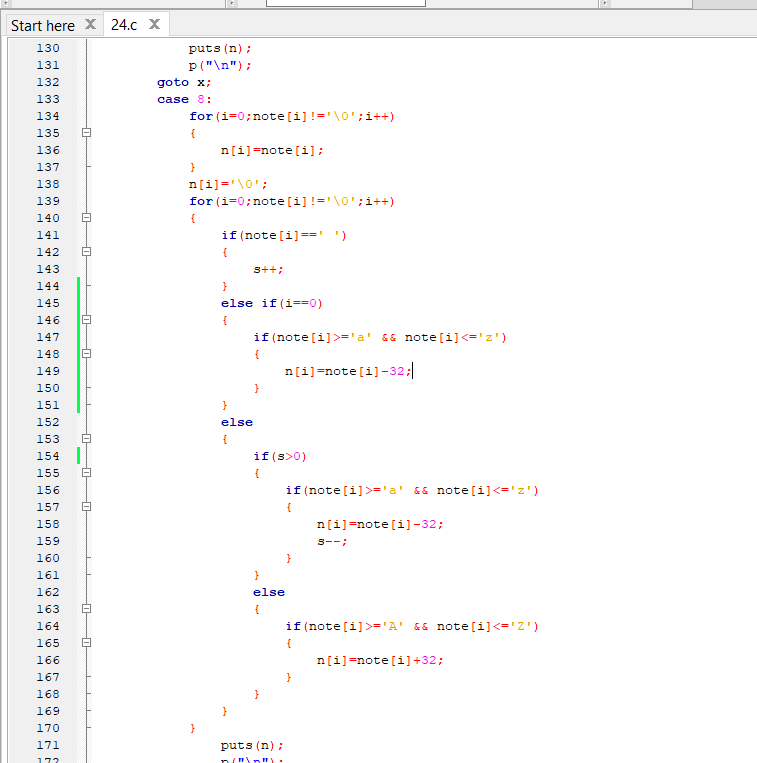 Start here X 24.c X
130 puts(n);
131 p("\n");
132 goto x;
133 case 8:
134 for(i=0;note[i]!='\0';i++)
135 {
136 n[i]=note[i];
137 }
138 n[i]='\0';
139 for(i=0;note[i]!='\0';i++)
140 {
141 if(note[i]==' ')
142 {
143 s++;
144 }
145 else if(i==0)
146 {
147 if(note[i]>='a' && note[i]<='z')
148 {
149 n[i]=note[i]-32;
150 }
151 }
152 else
153 {
154 if(s>0)
155 {
156 if(note[i]>='a' && note[i]<='z')
157 {
158 n[i]=note[i]-32;
159 s--;
160 }
161 }
162 else
163 {
164 if(note[i]>='A' && note[i]<='Z')
165 {
166 n[i]=note[i]+32;
167 }
168 }
169 }
170 }
171 puts(n);
172 p("\n");